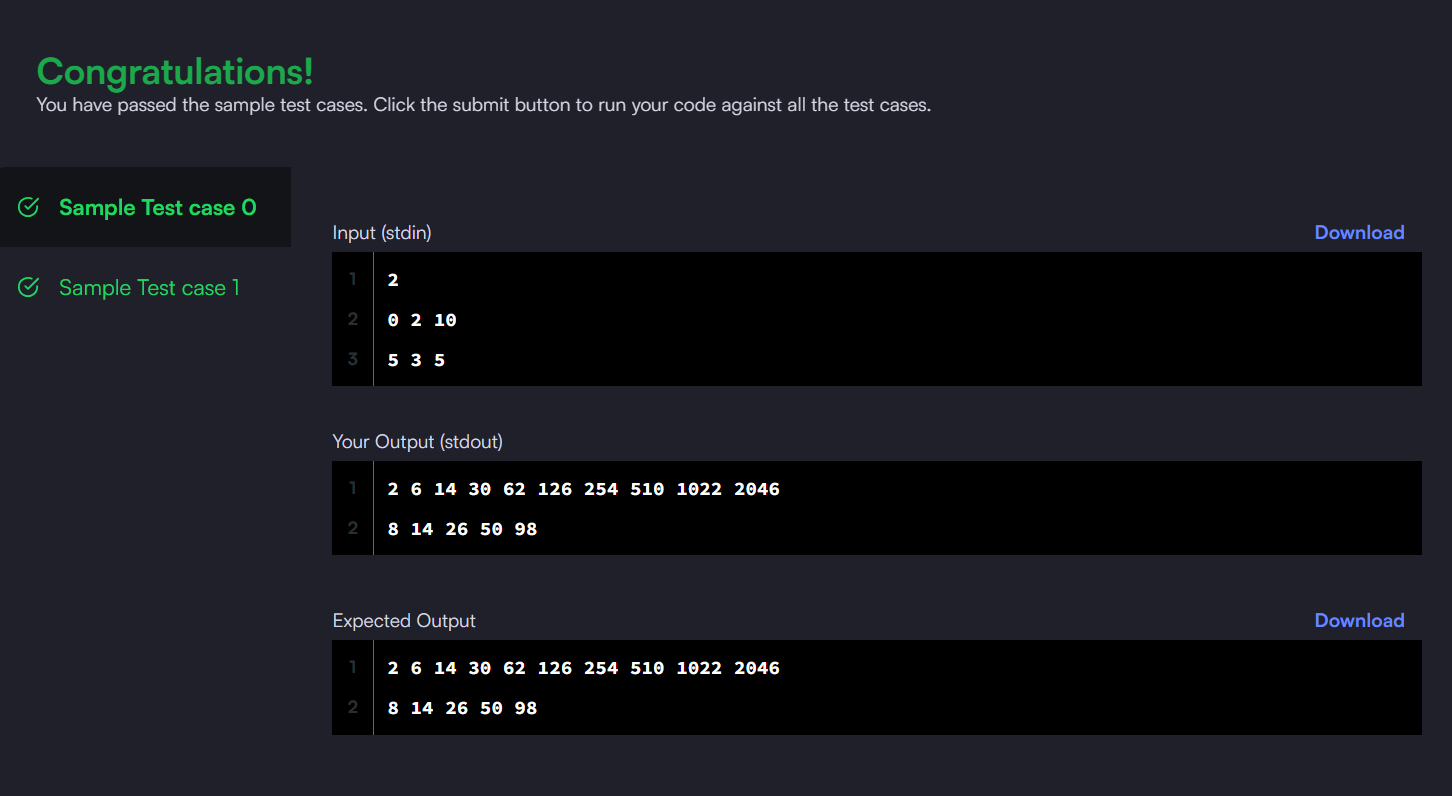 Congratulations!
You have passed the sample test cases. Click the submit button to run your code against all the test cases.
Sample Test case 0
Sample Test case 1
Input (stdin)
Download
1 2
2 0 2 10
3 5 3 5
Your Output (stdout)
1 2 6 14 30 62 126 254 510 1022 2046
2 8 14 26 50 98
Expected Output
Download
1 2 6 14 30 62 126 254 510 1022 2046
2 8 14 26 50 98